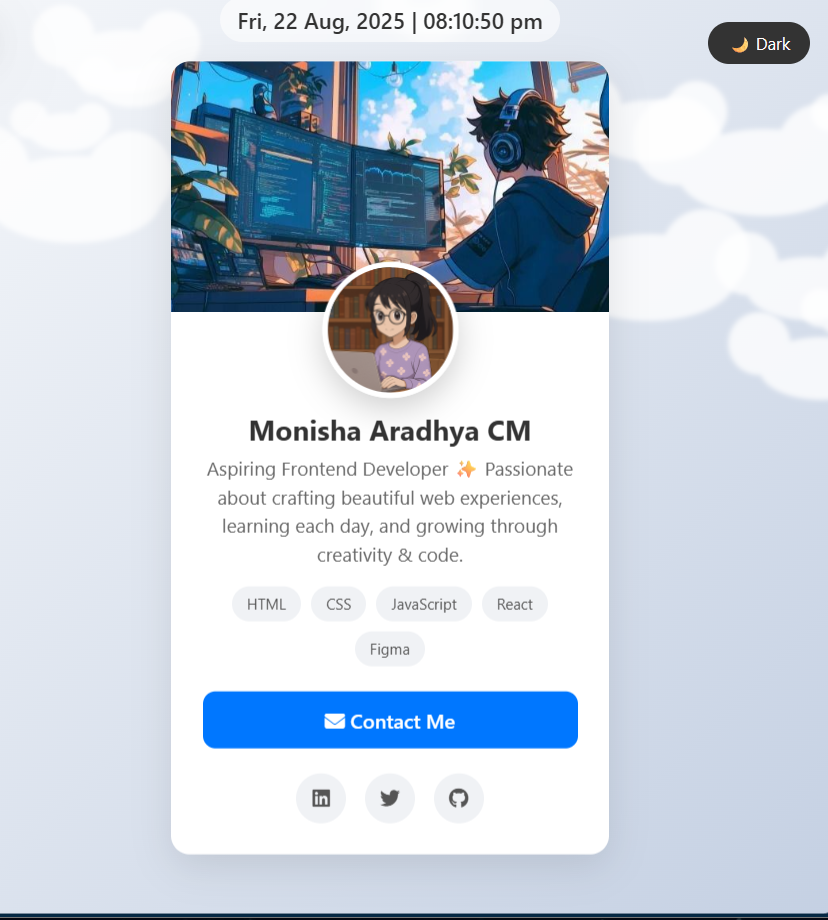 Fri, 22 Aug, 2025 | 08:10:50 pm
🌙 Dark
Monisha Aradhya CM
Aspiring Frontend Developer ✨ Passionate
about crafting beautiful web experiences,
learning each day, and growing through
creativity & code.
HTML CSS JavaScript React
Figma
Contact Me